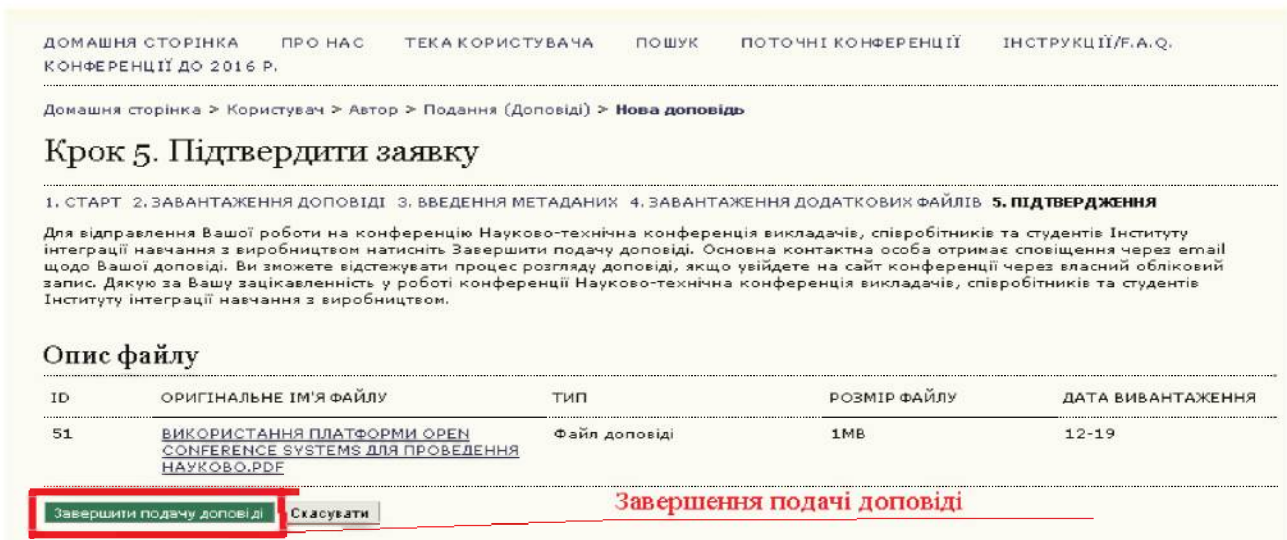 ДОМАШНЯ СТОРІНКА ПРО НАС ТЕКА КОРИСТУВАЧА ПОШУК ПОТОЧНІ КОНФЕРЕНЦІЇ ІНСТРУКЦІЇ/F.A.Q.
КОНФЕРЕНЦІЇ ДО 2016 Р.
Домашня сторінка > Користувач > Автор > Подання (Доповіді) > Нова доповідь
Крок 5. Підтвердити заявку
1. СТАРТ 2. ЗАВАНТАЖЕННЯ ДОПОВІДІ 3. ВВЕДЕННЯ МЕТАДАНИХ 4. ЗАВАНТАЖЕННЯ ДОДАТКОВИХ ФАЙЛІВ 5. ПІДТВЕРДЖЕННЯ
Для відправлення Вашої роботи на конференцію Науково-технічна конференція викладачів, співробітників та студентів Інституту
інтеграції навчання з виробництвом натисніть Завершити подачу доповіді. Основна контактна особа отримає сповіщення через email
щодо Вашої доповіді. Ви зможете відстежувати процес розгляду доповіді, якщо увійдете на сайт конференції через власний обліковий
запис. Дякую за Вашу зацікавленність у роботі конференції Науково-технічна конференція викладачів, співробітників та студентів
Інституту інтеграції навчання з виробництвом.
Опис файлу
ID ОРИГІНАЛЬНЕ ІМ'Я ФАЙЛУ ТИП РОЗМІР ФАЙЛУ ДАТА ВИВАНТАЖЕННЯ
51 ВИКОРИСТАННЯ ПЛАТФОРМИ OPEN Файл доповіді 1MB 12-19
CONFERENCE SYSTEMS ДЛЯ ПРОВЕДЕННЯ
НАУКОВО.PDF
Завершити подачу доповіді Скасувати Завершення подачі доповіді